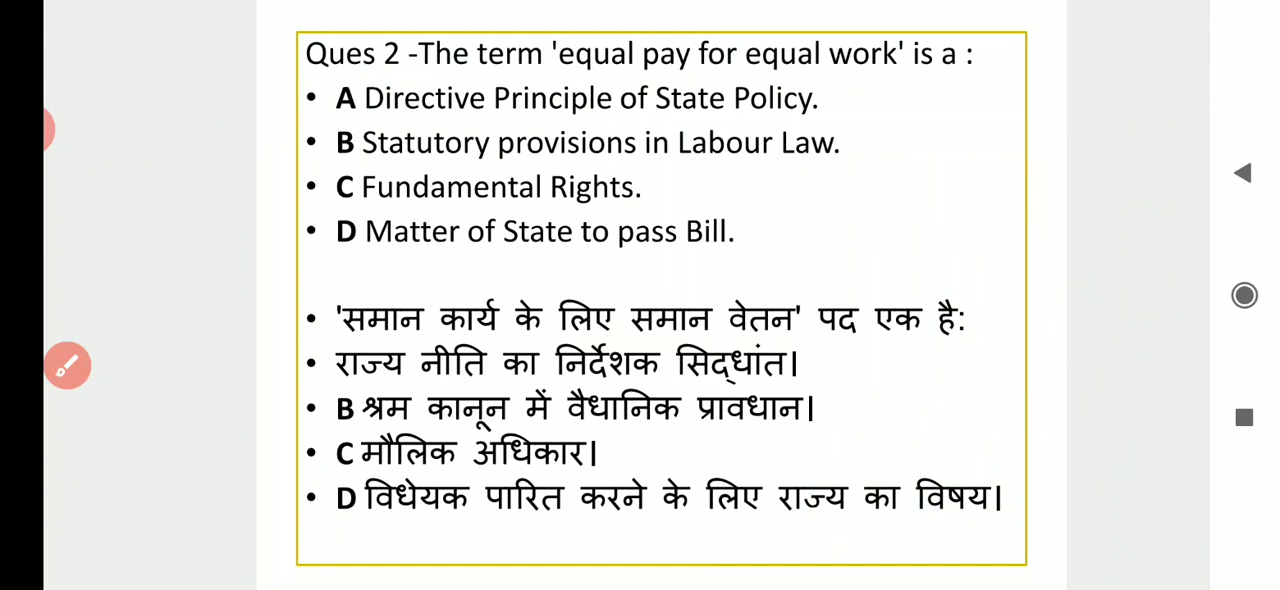 Ques 2 -The term 'equal pay for equal work' is a :
• A Directive Principle of State Policy.
• B Statutory provisions in Labour Law.
• C Fundamental Rights.
• D Matter of State to pass Bill.
• 'समान कार्य के लिए समान वेतन' पद एक है:
• राज्य नीति का निर्देशक सिद्धांत।
• B श्रम कानून में वैधानिक प्रावधान।
• C मौलिक अधिकार।
• D विधेयक पारित करने के लिए राज्य का विषय।